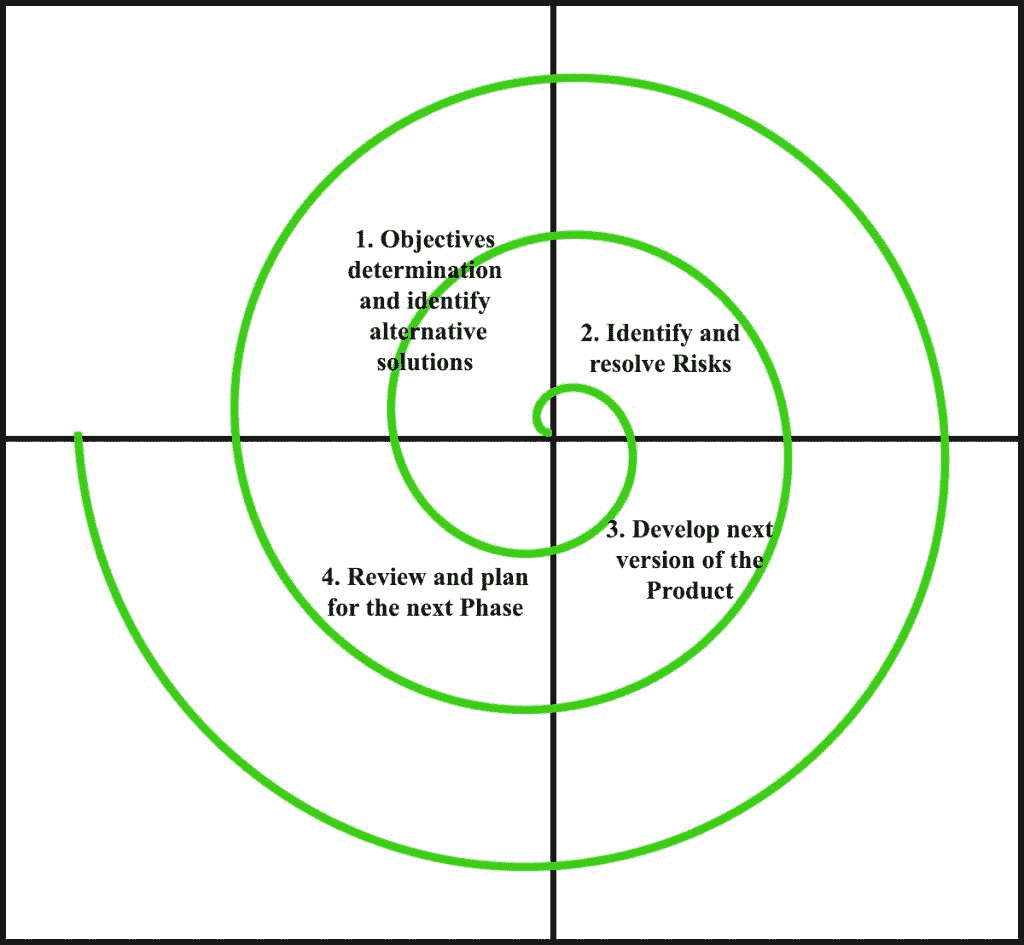 1. Objectives
determination
and identify
alternative
solutions
2. Identify and
resolve Risks
3. Develop next
version of the
Product
4. Review and plan
for the next Phase